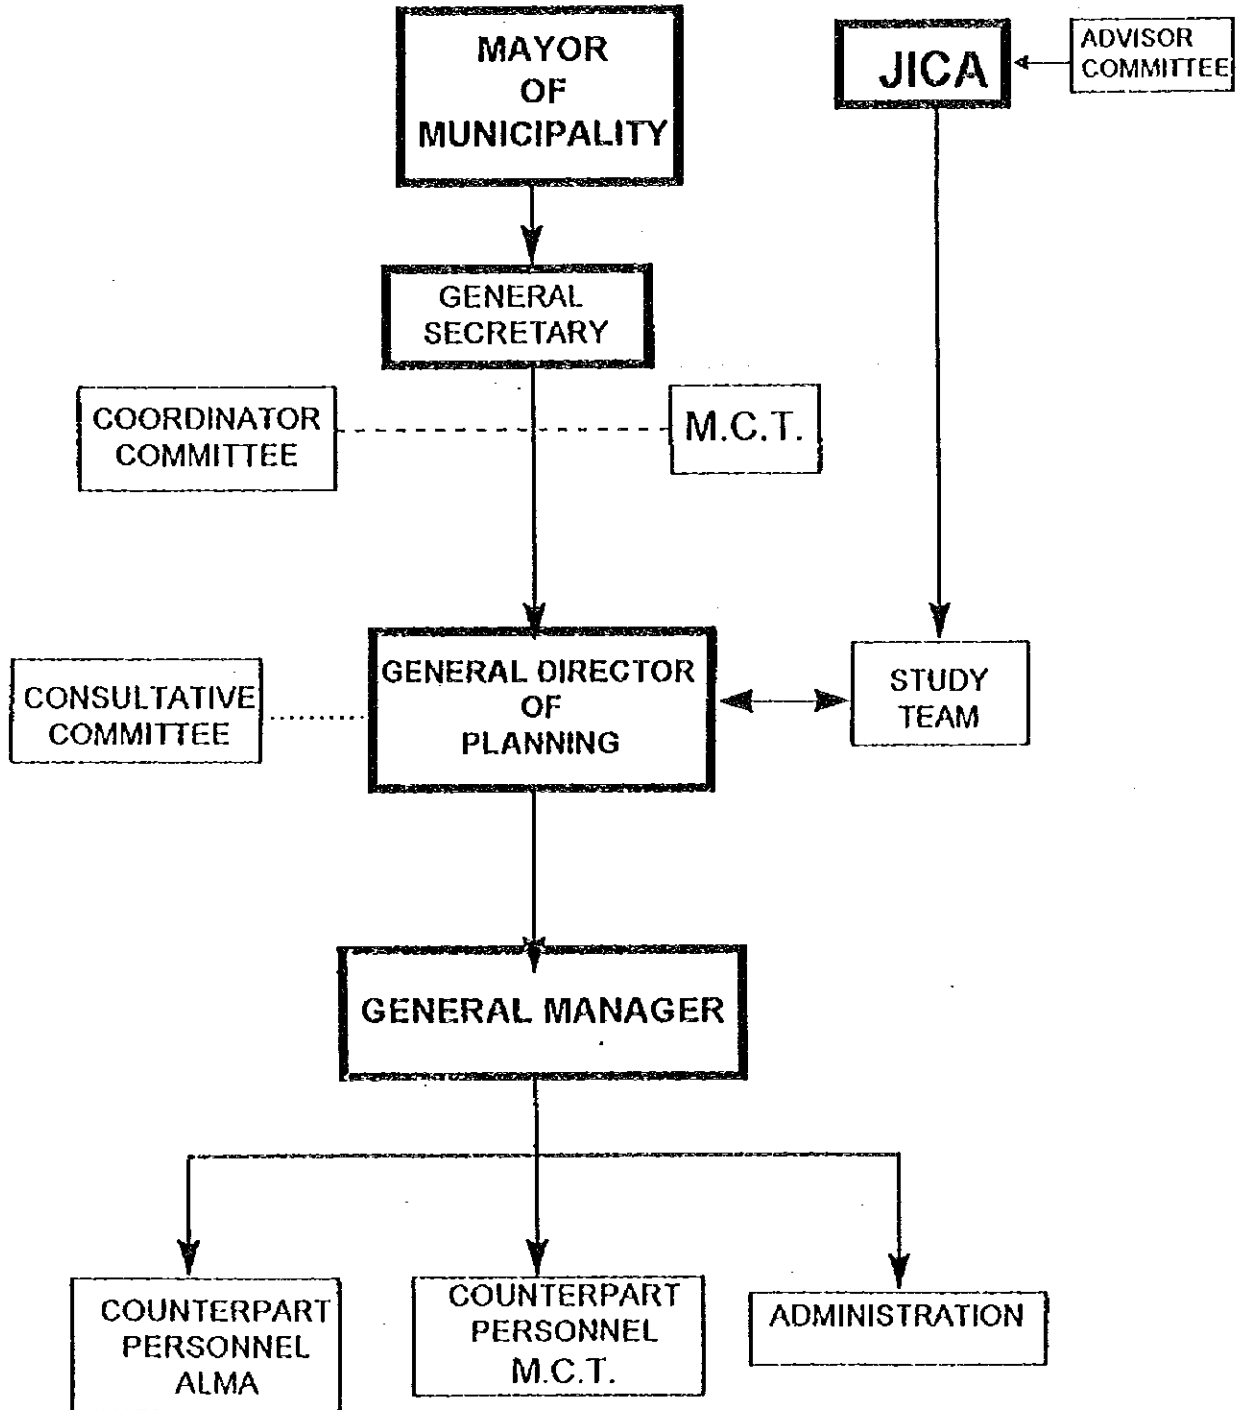 MAYOR
OF
MUNICIPALITY
JICA
ADVISOR
COMMITTEE
GENERAL
SECRETARY
COORDINATOR
COMMITTEE
M.C.T.
GENERAL DIRECTOR
OF
PLANNING
CONSULTATIVE
COMMITTEE
STUDY
TEAM
GENERAL MANAGER
COUNTERPART
PERSONNEL
ALMA
COUNTERPART
PERSONNEL
M.C.T.
ADMINISTRATION